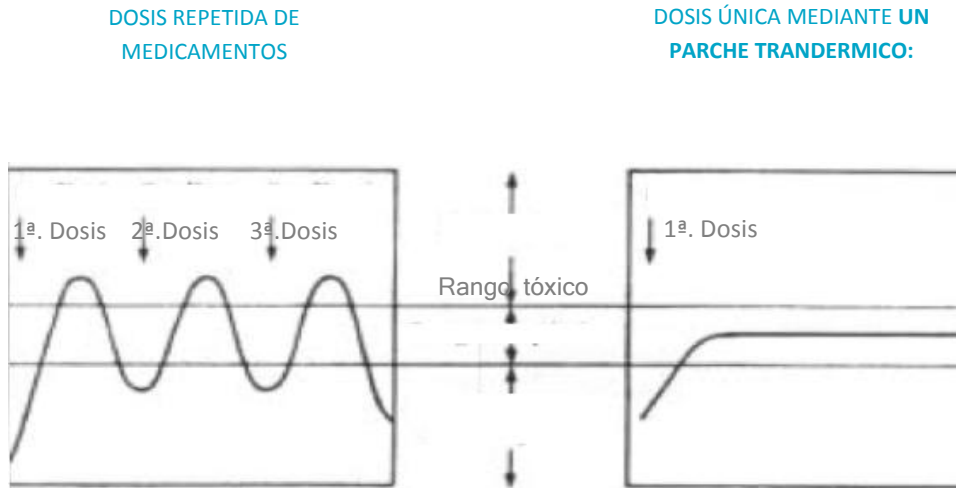 DOSIS REPETIDA DE
MEDICAMENTOS
DOSIS ÚNICA MEDIANTE UN
PARCHE TRANDERMICO:
1ª. Dosis 2ª.Dosis 3ª.Dosis
Rango tóxico
1ª. Dosis